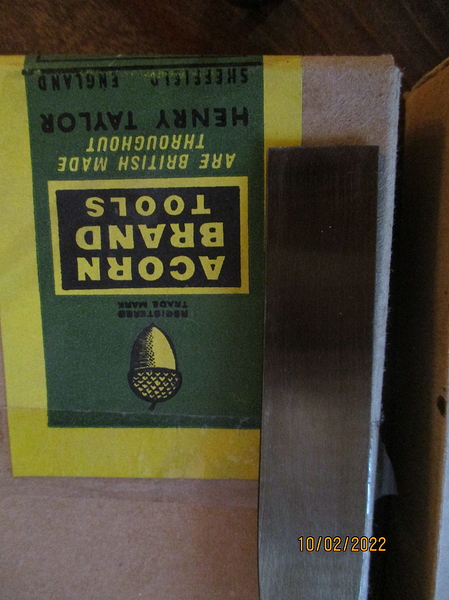 REGISTERED
TRADE MARK
ACORN
BRAND
TOOLS
ARE BRITISH MADE
THROUGHOUT
HENRY TAYLOR
SHEFFIELD ENGLAND
10/02/2022